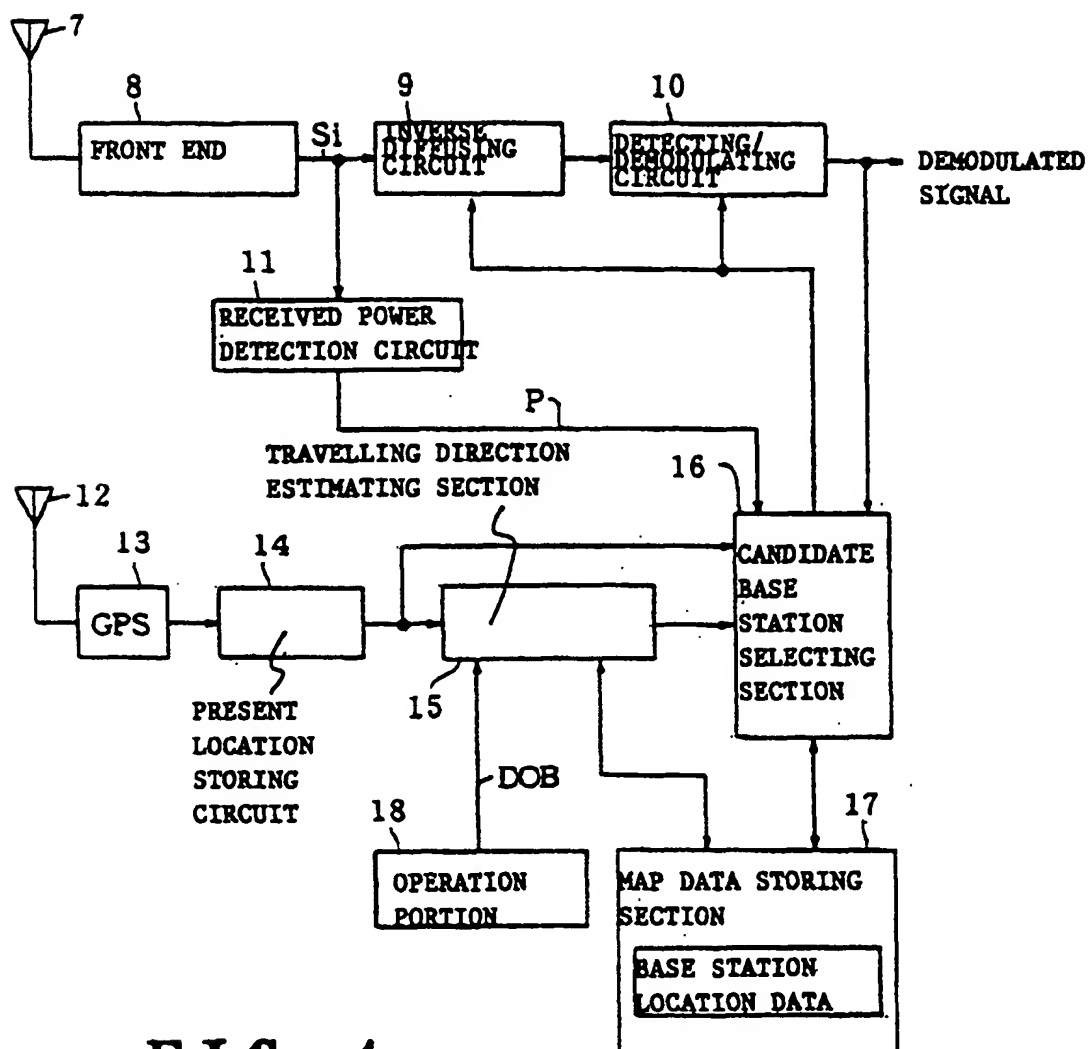 7
8
FRONT END
Si
9
INVERSE
DIFFUSING
CIRCUIT
10
DETECTING/
DEMODULATING
CIRCUIT
DEMODULATED
SIGNAL
11
RECEIVED POWER
DETECTION CIRCUIT
P
TRAVELLING DIRECTION
ESTIMATING SECTION
16
12
13
GPS
14
CANDIDATE
BASE
STATION
SELECTING
SECTION
PRESENT
LOCATION
STORING
CIRCUIT
15
DOB
18
OPERATION
PORTION
17
MAP DATA STORING
SECTION
BASE STATION
LOCATION DATA